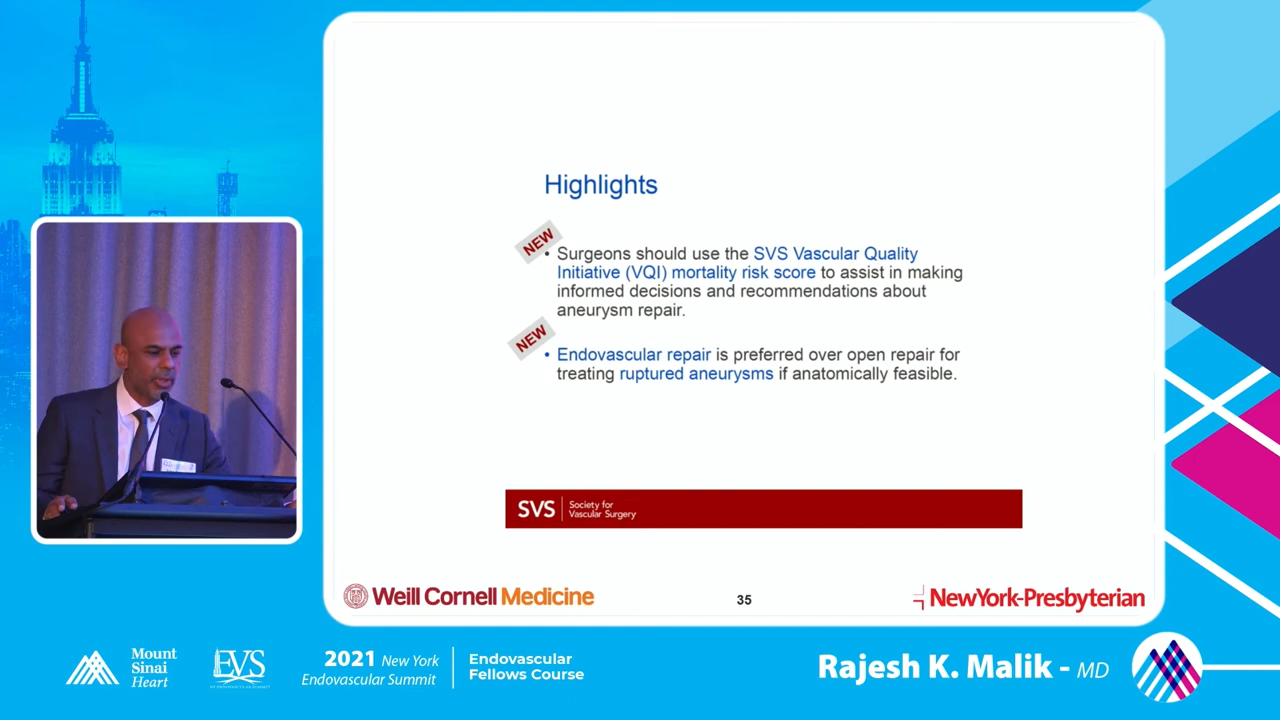 Highlights
NEW
• Surgeons should use the SVS Vascular Quality
Initiative (VQI) mortality risk score to assist in making
informed decisions and recommendations about
aneurysm repair.
NEW
• Endovascular repair is preferred over open repair for
treating ruptured aneurysms if anatomically feasible.
SVS
Society for
Vascular Surgery
Weill Cornell Medicine
35
NewYork-Presbyterian
Mount
Sinai
Heart
EVS
2021 New York
Endovascular Summit
Endovascular
Fellows Course
Rajesh K. Malik - MD